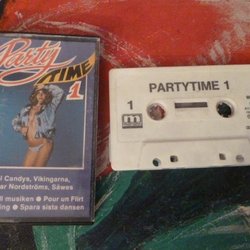 Party
TIME
1
Candys, Vikingarna,
ar Nordströms, Säwes
ll musiken ● Pour un Flirt
ing ● Spara sista dansen
PARTYTIME 1
1
m